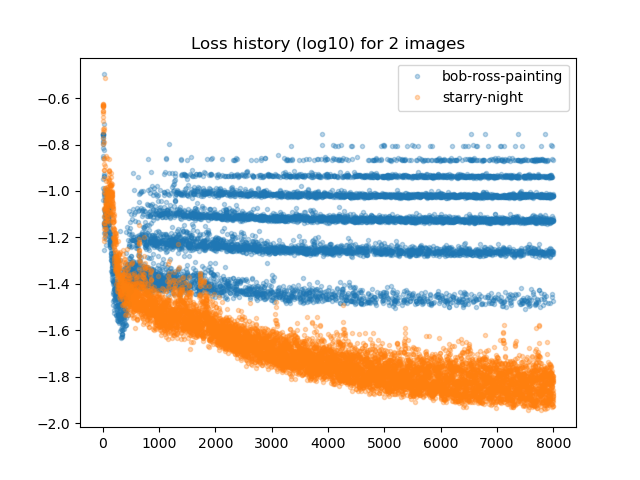 Loss history (log10) for 2 images
bob-ross-painting
starry-night
−0.6
−0.8
−1.0
−1.2
−1.4
−1.6
−1.8
−2.0
0 1000 2000 3000 4000 5000 6000 7000 8000